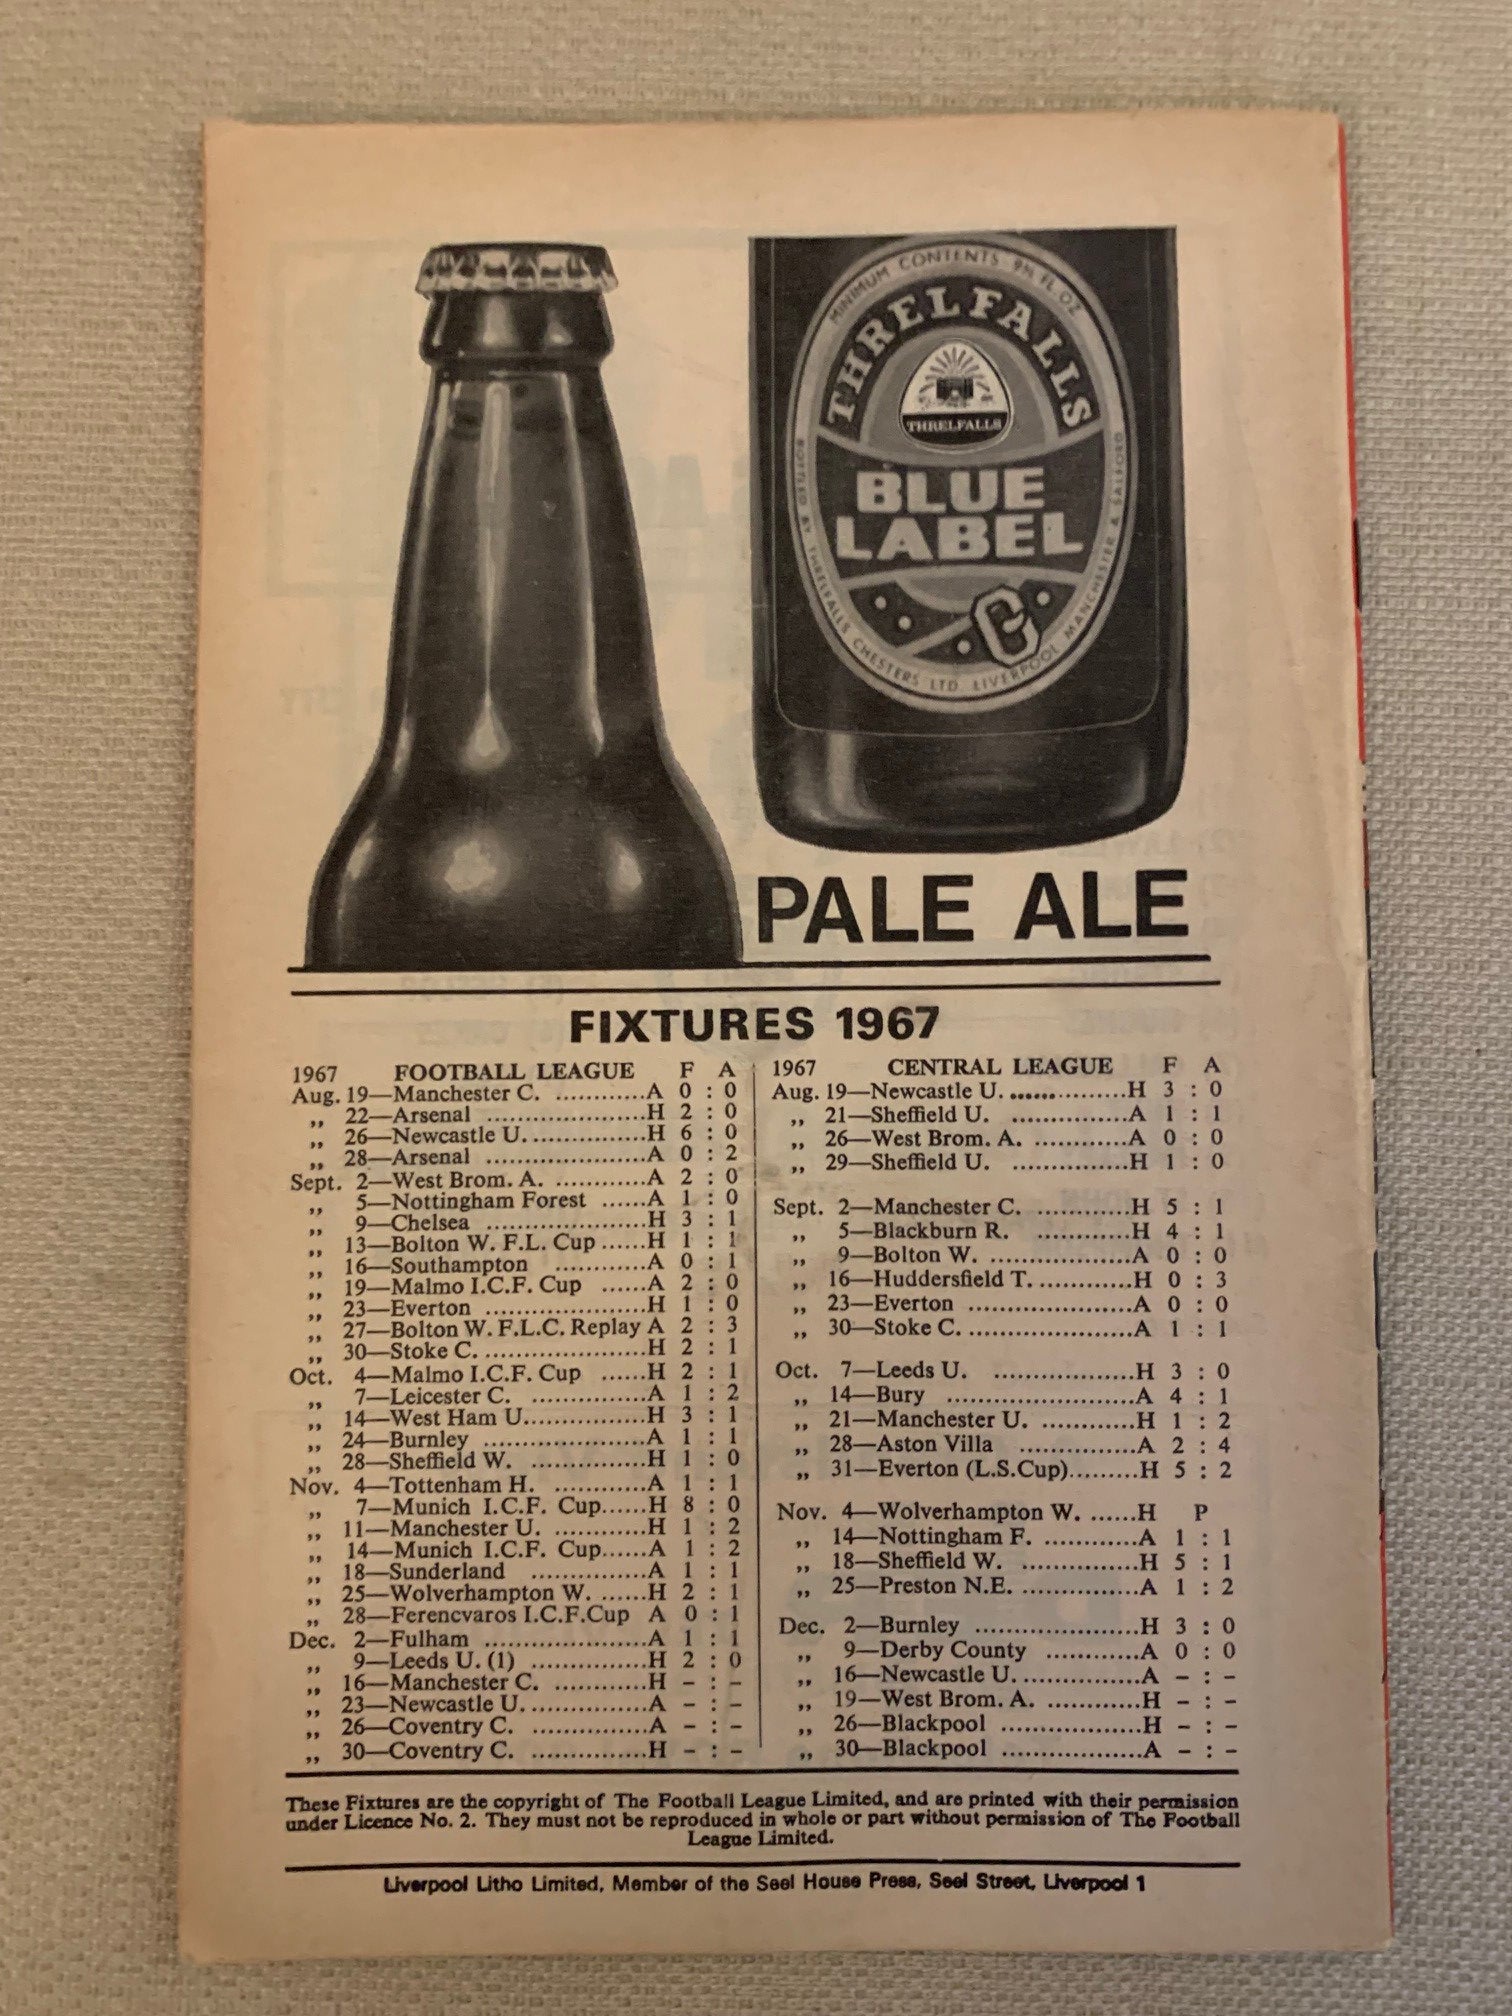 MINIMUM CONTENTS 9⅔ FL. OZ
THRELFALLS
THRELFALLS
BLUE
LABEL
BOTTLED BY THRELFALLS CHESTERS LTD. LIVERPOOL MANCHESTER & SALFORD
PALE ALE
FIXTURES 1967
1967 FOOTBALL LEAGUE F A
Aug. 19—Manchester C. ............A 0 : 0
,, 22—Arsenal .....................H 2 : 0
,, 26—Newcastle U.................H 6 : 0
,, 28—Arsenal .....................A 0 : 2
Sept. 2—West Brom. A. ............A 2 : 0
,, 5—Nottingham Forest ......A 1 : 0
,, 9—Chelsea .....................H 3 : 1
,, 13—Bolton W. F.L. Cup......H 1 : 1
,, 16—Southampton ............A 0 : 1
,, 19—Malmo I.C.F. Cup ......A 2 : 0
,, 23—Everton .....................H 1 : 0
,, 27—Bolton W. F.L.C. Replay A 2 : 3
,, 30—Stoke C. .....................H 2 : 1
Oct. 4—Malmo I.C.F. Cup ......H 2 : 1
,, 7—Leicester C. ...............A 1 : 2
,, 14—West Ham U................H 3 : 1
,, 24—Burnley .....................A 1 : 1
,, 28—Sheffield W. ...............H 1 : 0
Nov. 4—Tottenham H. ............A 1 : 1
,, 7—Munich I.C.F. Cup......H 8 : 0
,, 11—Manchester U. ............H 1 : 2
,, 14—Munich I.C.F. Cup......A 1 : 2
,, 18—Sunderland ...............A 1 : 1
,, 25—Wolverhampton W. ......H 2 : 1
,, 28—Ferencvaros I.C.F.Cup A 0 : 1
Dec. 2—Fulham .....................A 1 : 1
,, 9—Leeds U. (1) ...............H 2 : 0
,, 16—Manchester C. ............H – : –
,, 23—Newcastle U................A – : –
,, 26—Coventry C. ...............A – : –
,, 30—Coventry C. ...............H – : –
1967 CENTRAL LEAGUE F A
Aug. 19—Newcastle U. ...............H 3 : 0
,, 21—Sheffield U. ...............A 1 : 1
,, 26—West Brom. A. ............A 0 : 0
,, 29—Sheffield U. ...............H 1 : 0
Sept. 2—Manchester C. ............H 5 : 1
,, 5—Blackburn R. ............H 4 : 1
,, 9—Bolton W. ..................A 0 : 0
,, 16—Huddersfield T. ............H 0 : 3
,, 23—Everton .....................A 0 : 0
,, 30—Stoke C. .....................A 1 : 1
Oct. 7—Leeds U. ..................H 3 : 0
,, 14—Bury ........................A 4 : 1
,, 21—Manchester U. ............H 1 : 2
,, 28—Aston Villa ...............A 2 : 4
,, 31—Everton (L.S.Cup).........H 5 : 2
Nov. 4—Wolverhampton W. ......H P
,, 14—Nottingham F. ............A 1 : 1
,, 18—Sheffield W. ...............H 5 : 1
,, 25—Preston N.E. ...............A 1 : 2
Dec. 2—Burnley .....................H 3 : 0
,, 9—Derby County ............A 0 : 0
,, 16—Newcastle U. ...............A – : –
,, 19—West Brom. A. ............H – : –
,, 26—Blackpool ..................H – : –
,, 30—Blackpool ..................A – : –
These Fixtures are the copyright of The Football League Limited, and are printed with their permission
under Licence No. 2. They must not be reproduced in whole or part without permission of The Football
League Limited.
Liverpool Litho Limited, Member of the Seel House Press, Seel Street, Liverpool 1